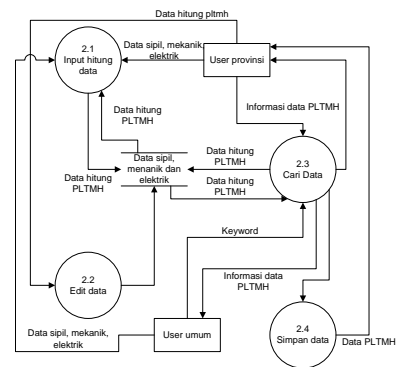 Data hitung pltmh
2.1
Input hitung
data
Data sipil, mekanik,
elektrik
User provinsi
Data hitung
PLTMH
Informasi data PLTMH
Data sipil,
menanik dan
elektrik
Data hitung
PLTMH
2.3
Cari Data
Data hitung
PLTMH
Data hitung
PLTMH
Keyword
2.2
Edit data
Informasi data
PLTMH
Data sipil, mekanik,
elektrik
User umum
2.4
Simpan data
Data PLTMH